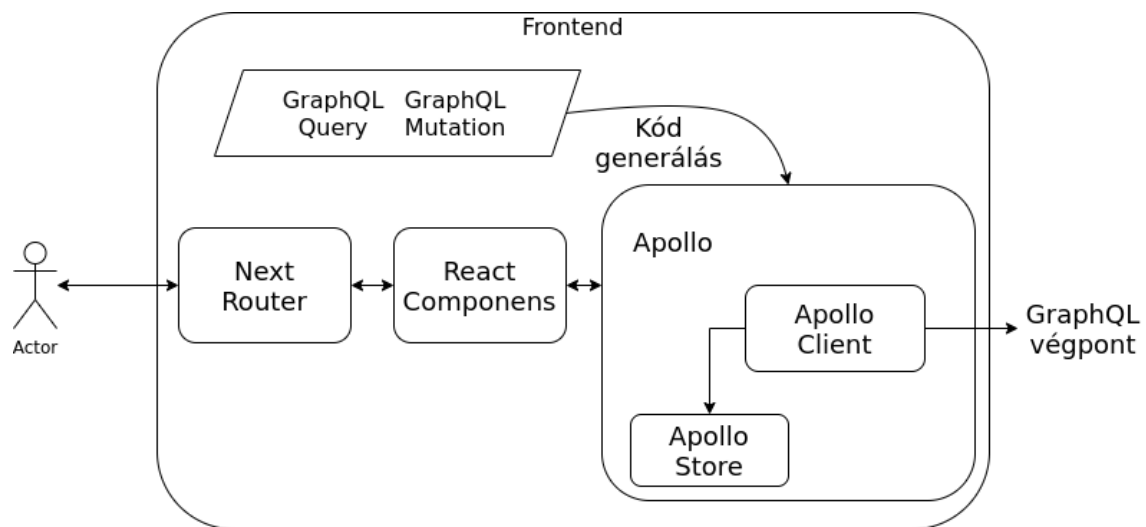 Frontend
GraphQL GraphQL
Query Mutation
Kód
generálás
Apollo
Next
Router
React
Componens
Actor
Apollo
Client
GraphQL
végpont
Apollo
Store